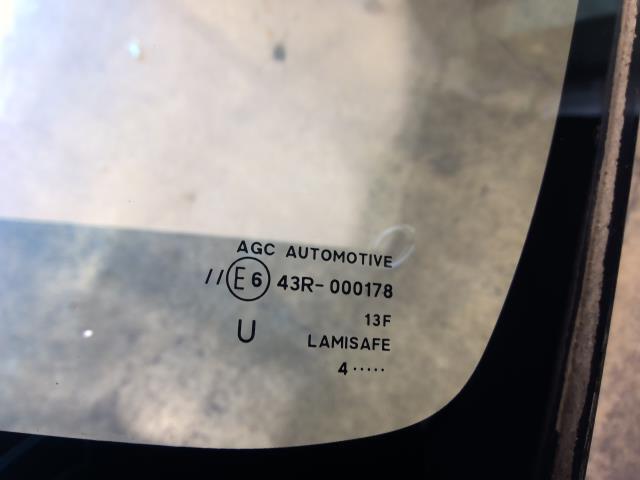 AGC AUTOMOTIVE
//E6 43R-000178
13F
U
LAMISAFE
4·····